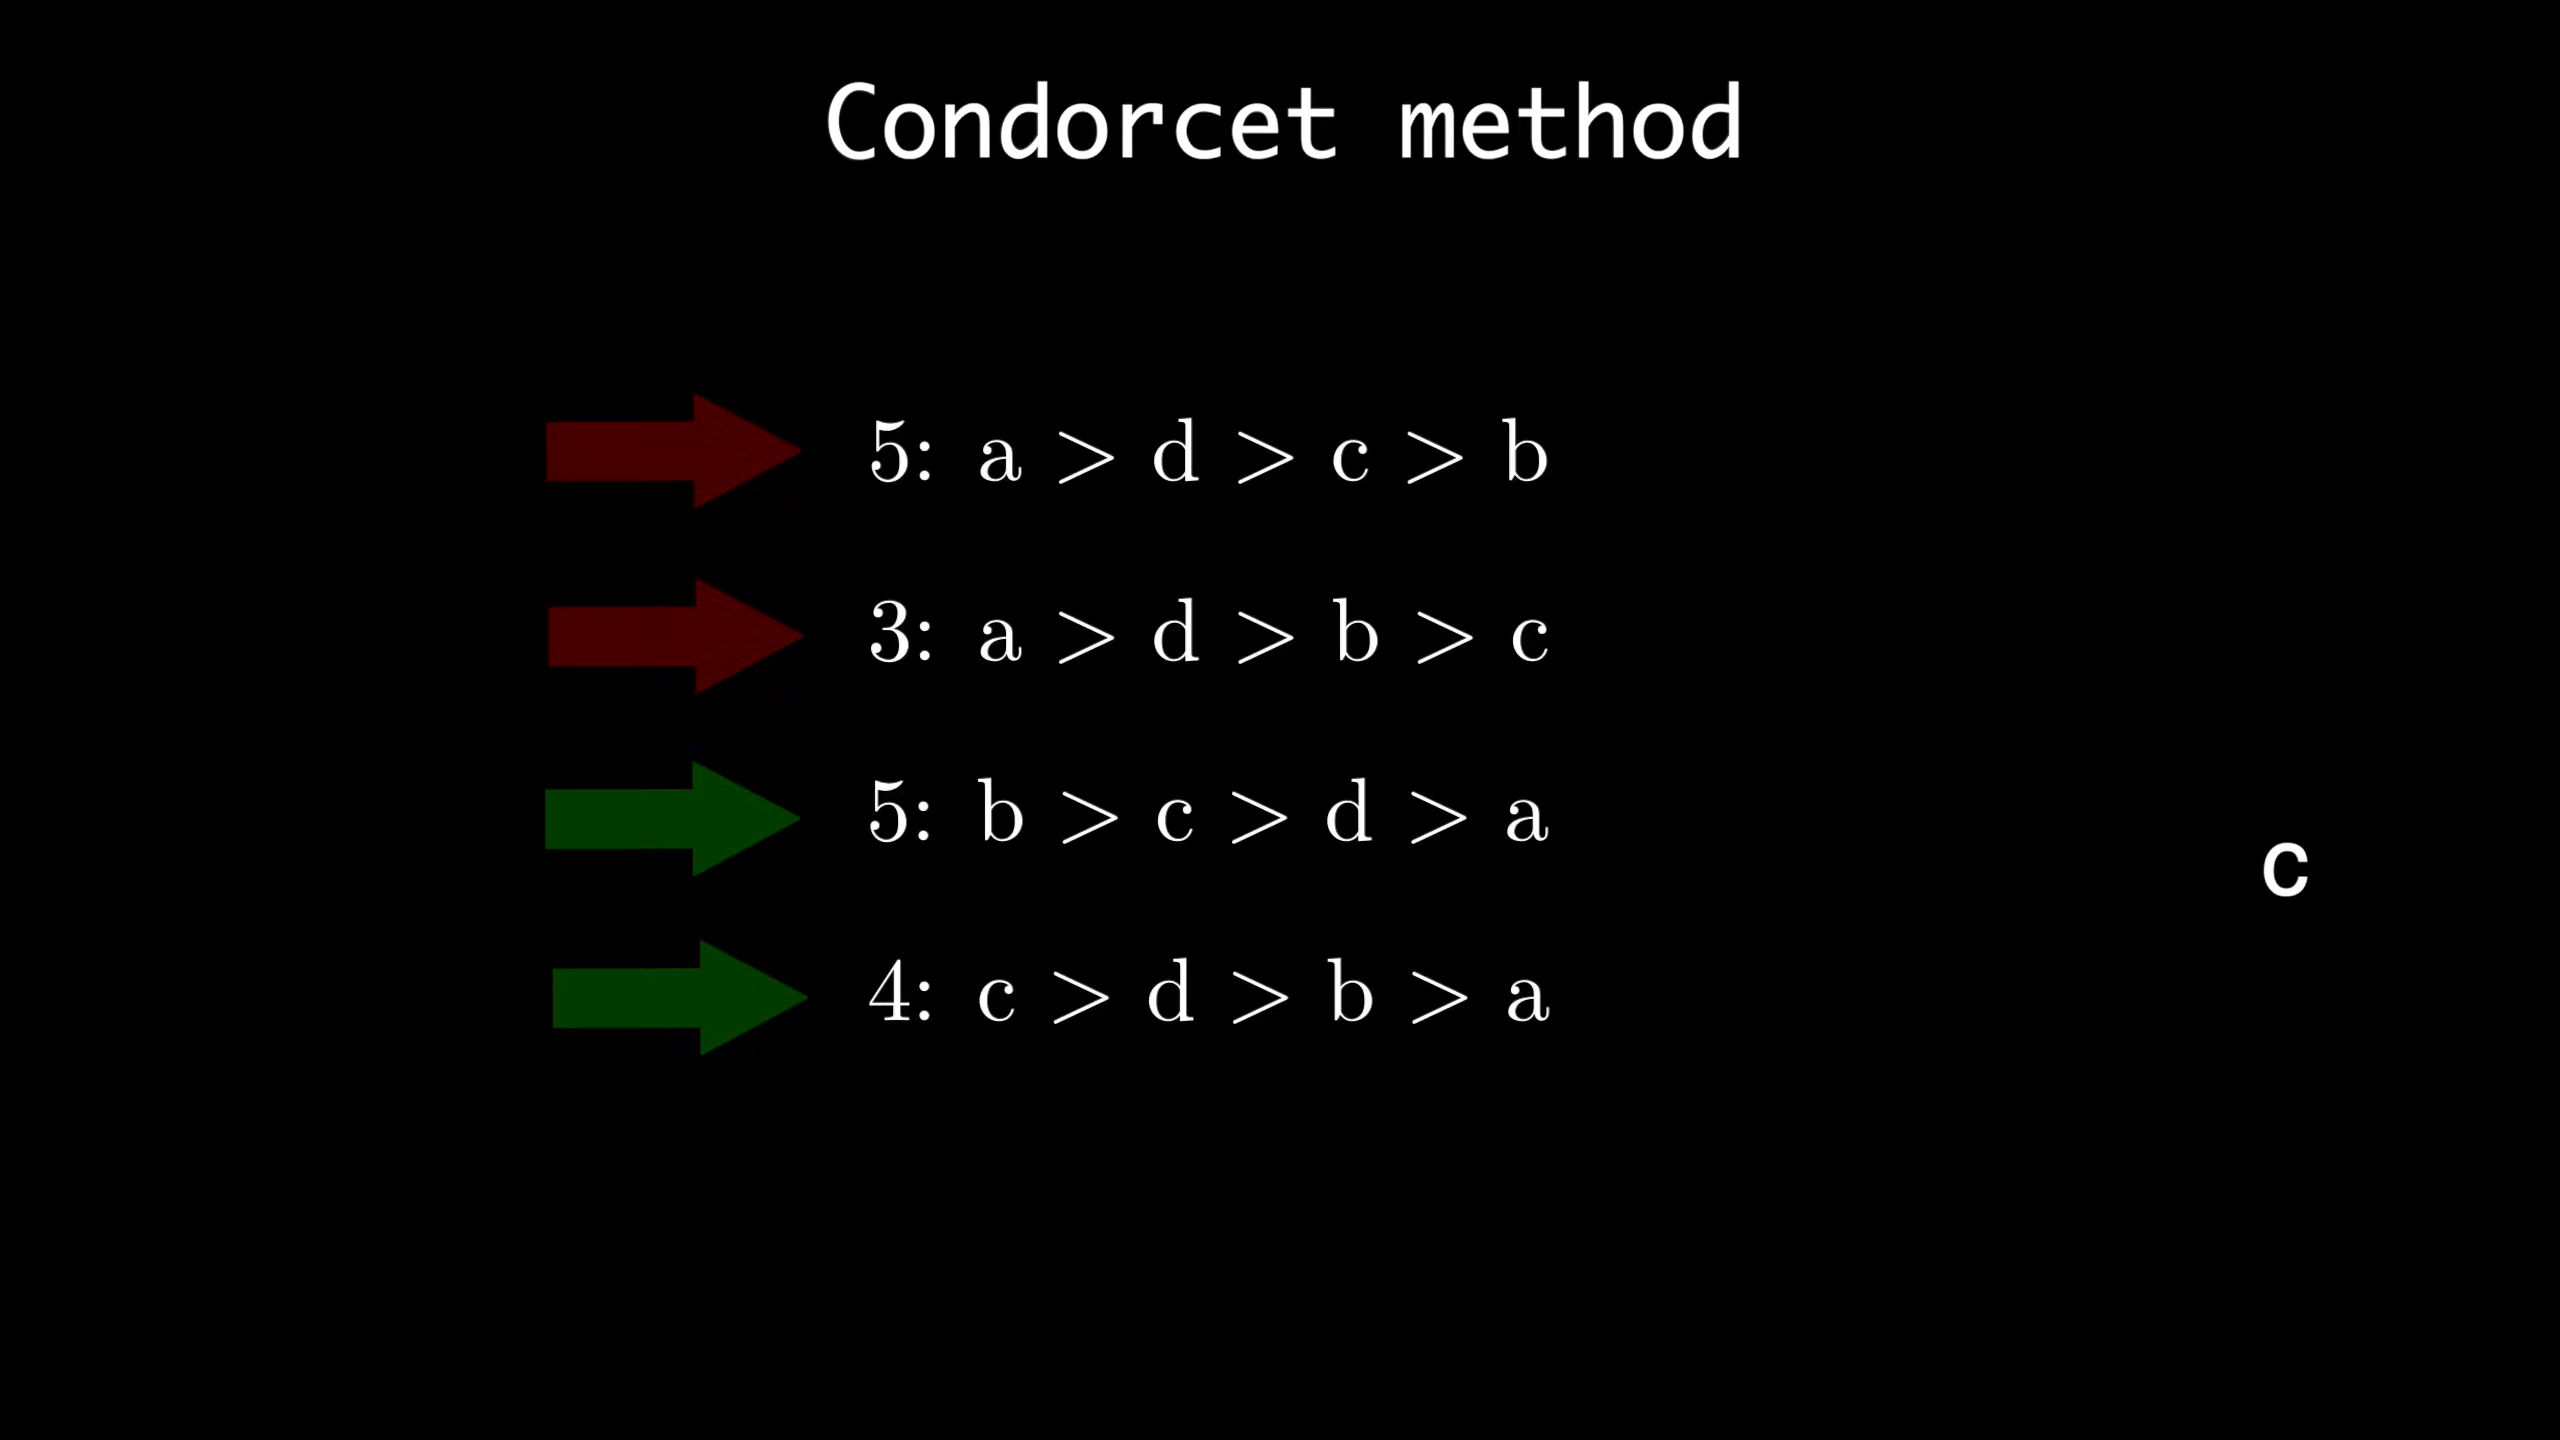 Condorcet method
5: a > d > c > b
3: a > d > b > c
5: b > c > d > a
c
4: c > d > b > a